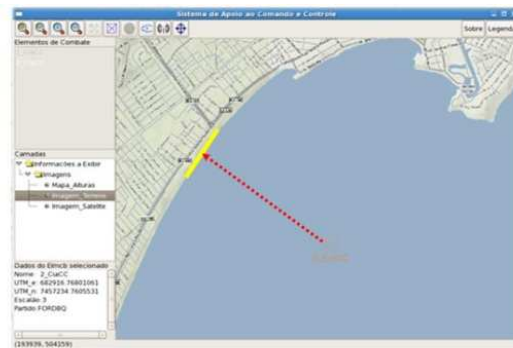 Sistema de Apoio ao Comando e Controle
Sobre Legenda
Elementos de Combate
Camadas
Informacões a Exibir
Imagens
Mapa_Alturas
Imagem_Terreno
Imagem_Satelite
Dados do Elmcb selecionado
Nome: 2_CiaCC
UTM_e: 682916.76801061
UTM_n: 7457234.7605531
Escalão 3
Partido FORDBQ
(193939, 504359)